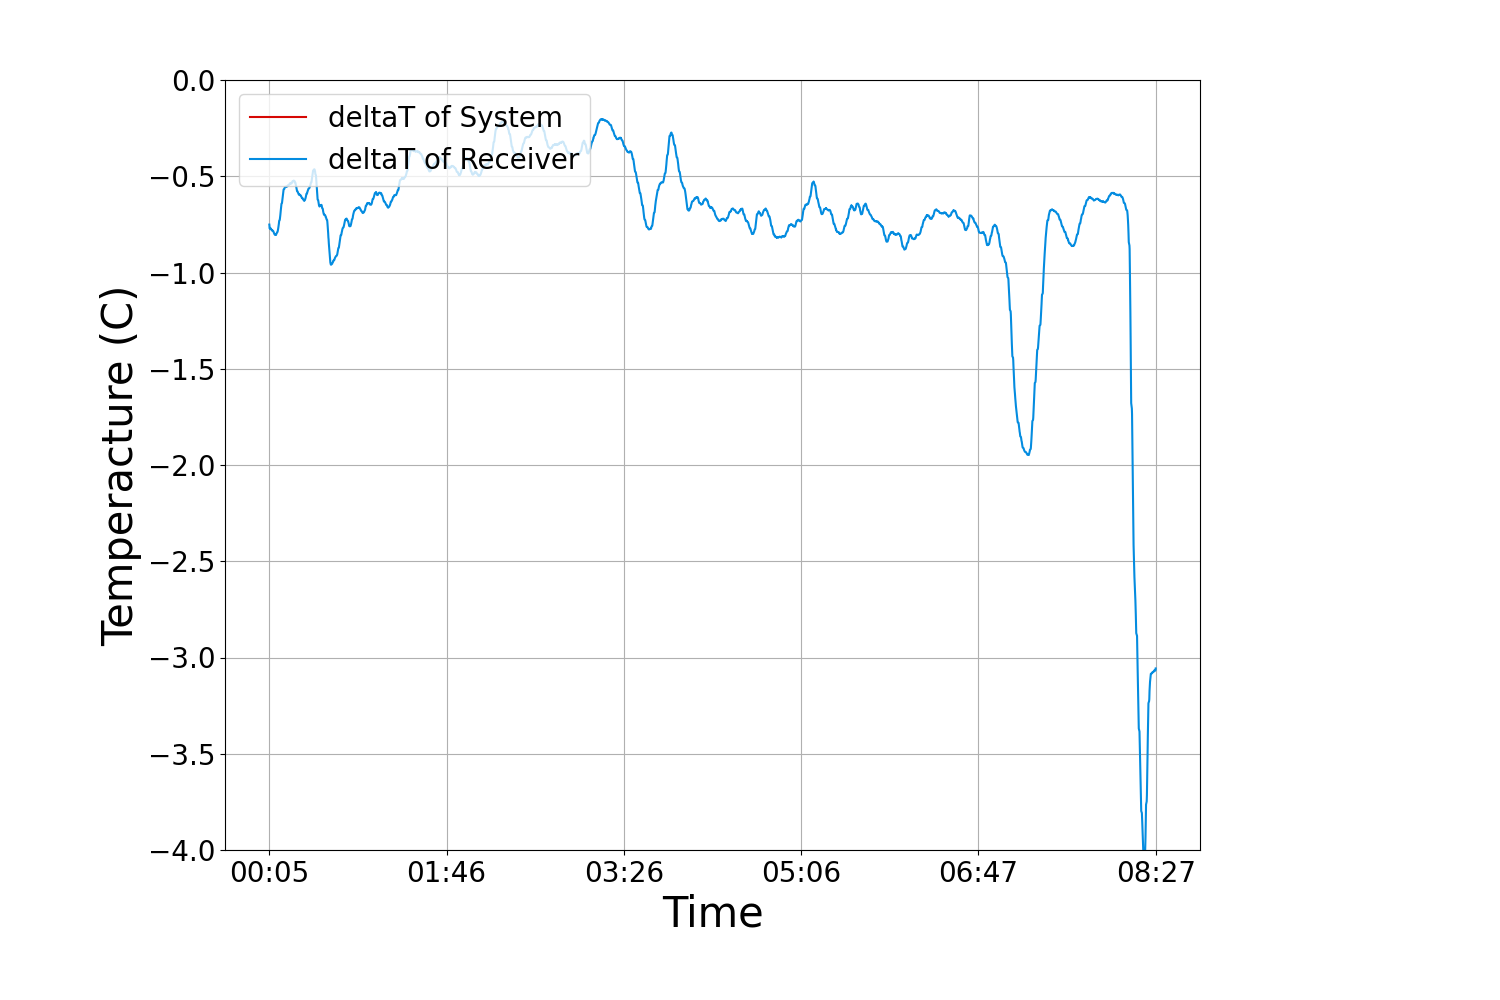 deltaT of System
deltaT of Receiver
0.0
−0.5
−1.0
−1.5
−2.0
−2.5
−3.0
−3.5
−4.0
Temperacture (C)
00:05 01:46 03:26 05:06 06:47 08:27
Time